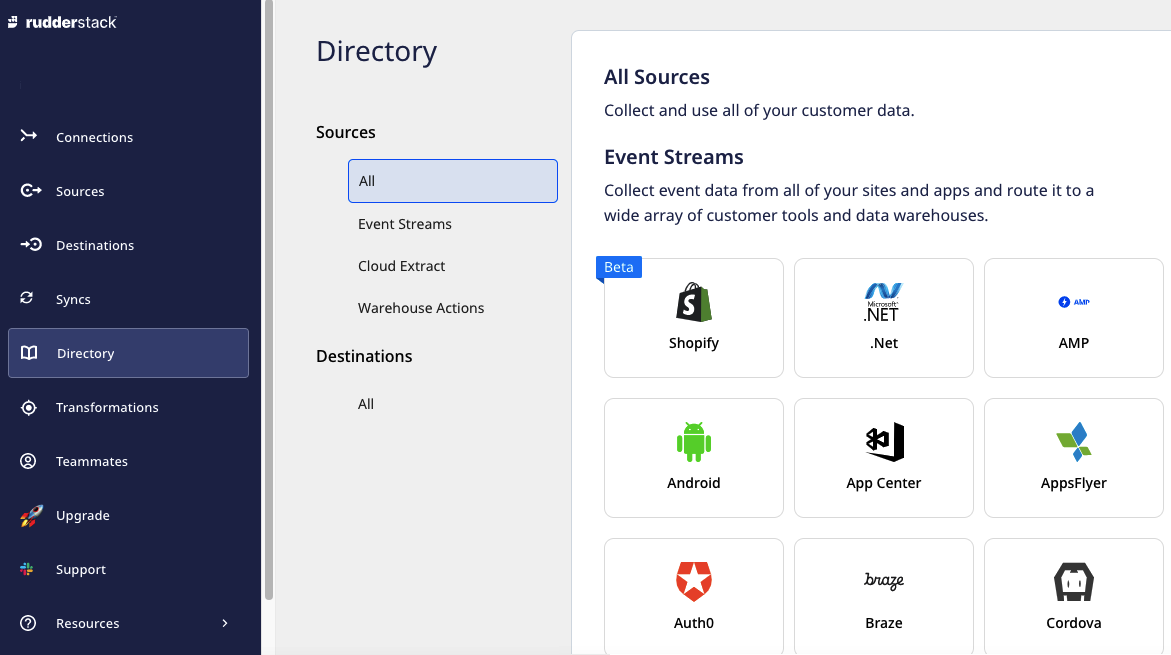 rudderstack
Connections
Sources
Destinations
Syncs
Directory
Transformations
Teammates
Upgrade
Support
Resources
Directory
Sources
All
Event Streams
Cloud Extract
Warehouse Actions
Destinations
All
All Sources
Collect and use all of your customer data.
Event Streams
Collect event data from all of your sites and apps and route it to a
wide array of customer tools and data warehouses.
Beta
Shopify
Microsoft®
.NET
.Net
AMP
AMP
Android
App Center
AppsFlyer
Auth0
braze
Braze
Cordova